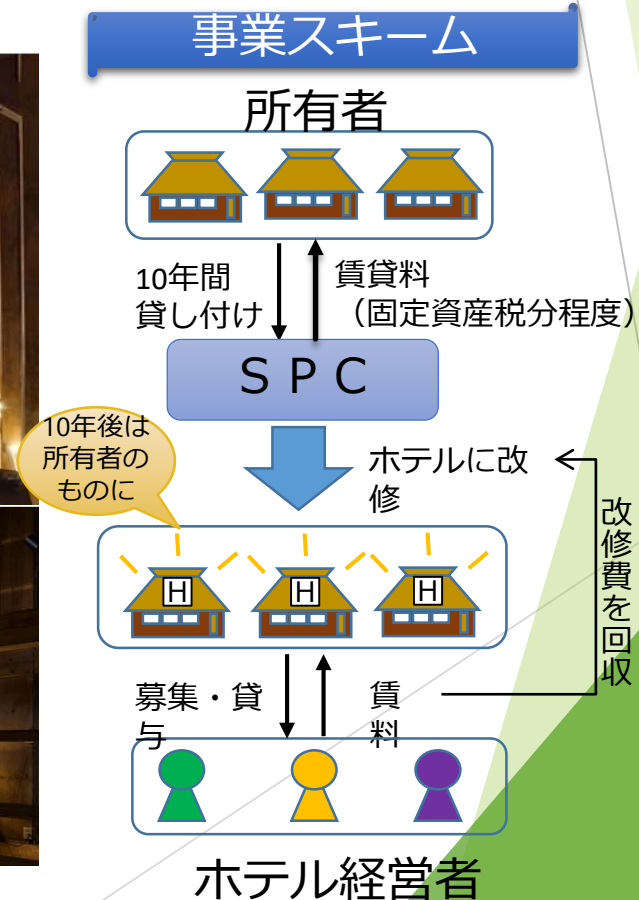 事業スキーム
所有者
10年間
貸し付け
賃貸料
（固定資産税分程度）
ＳＰＣ
10年後は
所有者の
ものに
ホテルに改
修
改修費を回収
H
H
H
募集・貸
与
賃
料
ホテル経営者